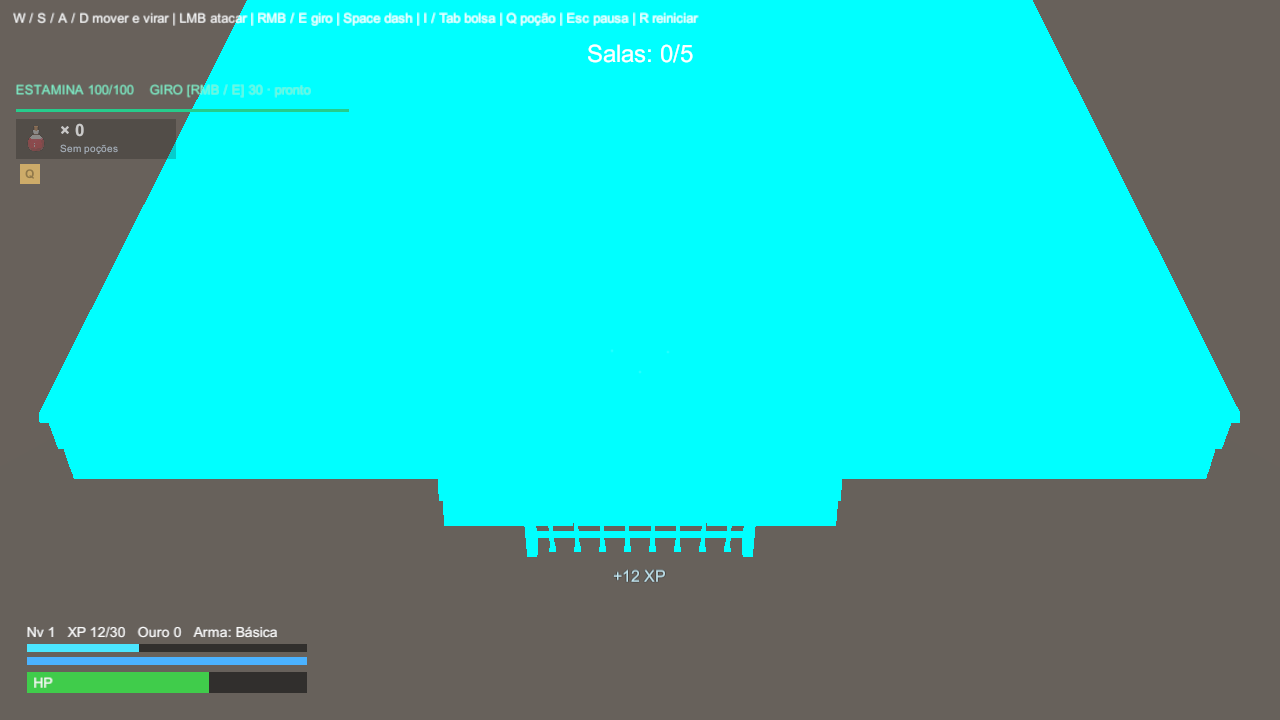 W / S / A / D mover e virar | LMB atacar | RMB / E giro | Space dash | I / Tab bolsa | Q poção | Esc pausa | R reiniciar
Salas: 0/5
ESTAMINA 100/100 GIRO [RMB / E] 30 · pronto
× 0
Sem poções
Q
+12 XP
Nv 1 XP 12/30 Ouro 0 Arma: Básica
HP